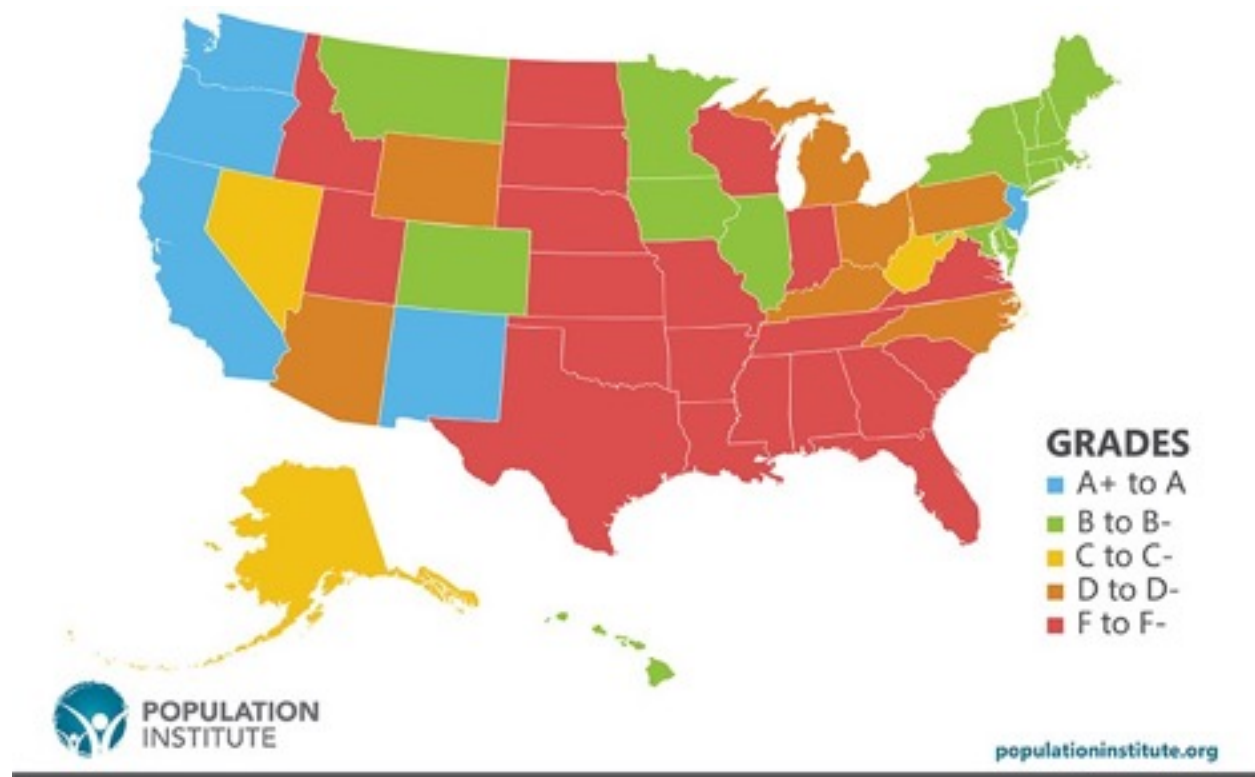 GRADES
A+ to A
B to B-
C to C-
D to D-
F to F-
POPULATION
INSTITUTE
populationinstitute.org